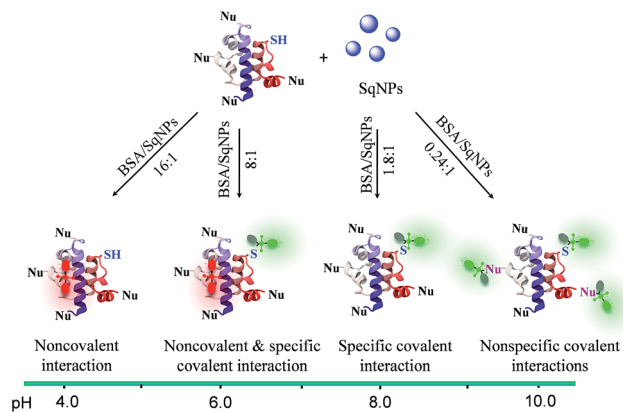 Nu
SH
Nu
Nu
Nu
+
SqNPs
BSA/SqNPs
16:1
BSA/SqNPs
8:1
BSA/SqNPs
1.8:1
BSA/SqNPs
0.24:1
Nu
SH
Nu
Nu
Nu
Nu
S
Nu
Nu
Nu
Nu
S
Nu
Nu
Nu
Nu
S
Nu
Nu
Nu
Noncovalent
interaction
Noncovalent & specific
covalent interaction
Specific covalent
interaction
Nonspecific covalent
interactions
pH 4.0 6.0 8.0 10.0